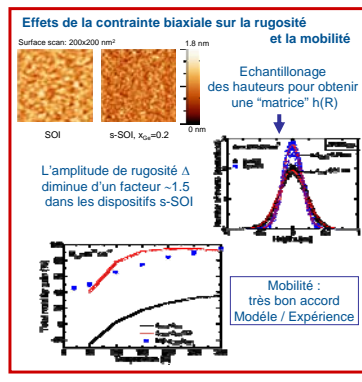 Effets de la contrainte biaxiale sur la rugosité
et la mobilité
Surface scan: 200x200 nm²
1.8 nm
0 nm
SOI
s-SOI, xGe=0.2
Echantillonage
des hauteurs pour obtenir
une “matrice” h(R)
L'amplitude de rugosité Δ
diminue d'un facteur ~1.5
dans les dispositifs s-SOI
Mobilité :
très bon accord
Modéle / Expérience